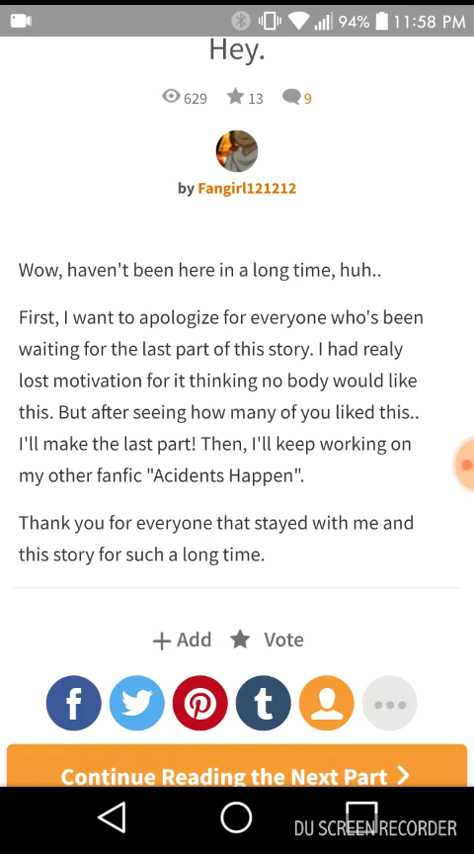 94% 11:58 PM
Hey.
629 13 9
by Fangirl121212
Wow, haven't been here in a long time, huh..
First, I want to apologize for everyone who's been
waiting for the last part of this story. I had realy
lost motivation for it thinking no body would like
this. But after seeing how many of you liked this..
I'll make the last part! Then, I'll keep working on
my other fanfic "Acidents Happen".
Thank you for everyone that stayed with me and
this story for such a long time.
+ Add Vote
Continue Reading the Next Part
DU SCREEN RECORDER